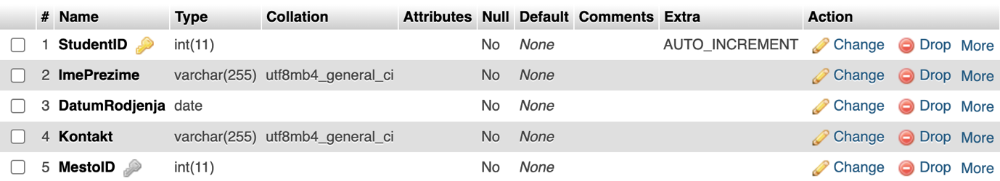 # Name Type Collation Attributes Null Default Comments Extra Action
1 StudentID int(11) No None AUTO_INCREMENT Change Drop More
2 ImePrezime varchar(255) utf8mb4_general_ci No None Change Drop More
3 DatumRodjenja date No None Change Drop More
4 Kontakt varchar(255) utf8mb4_general_ci No None Change Drop More
5 MestoID int(11) No None Change Drop More